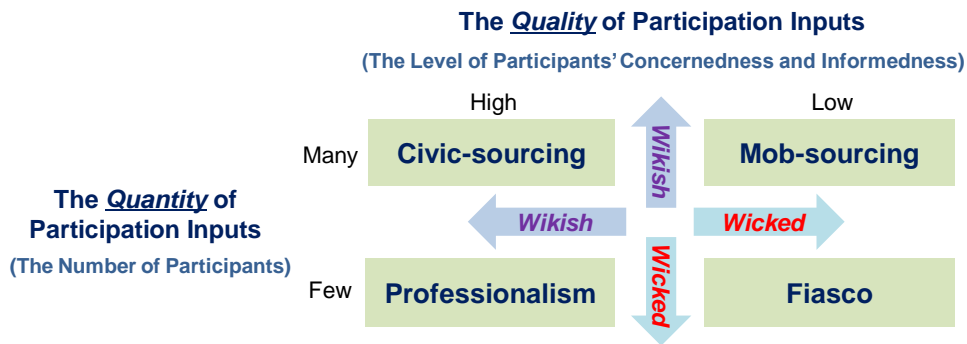 The Quality of Participation Inputs
(The Level of Participants' Concernedness and Informedness)
High
Low
Many
Civic-sourcing
Wikish
Mob-sourcing
The Quantity of
Participation Inputs
(The Number of Participants)
Wikish
Wicked
Few
Professionalism
Wicked
Fiasco